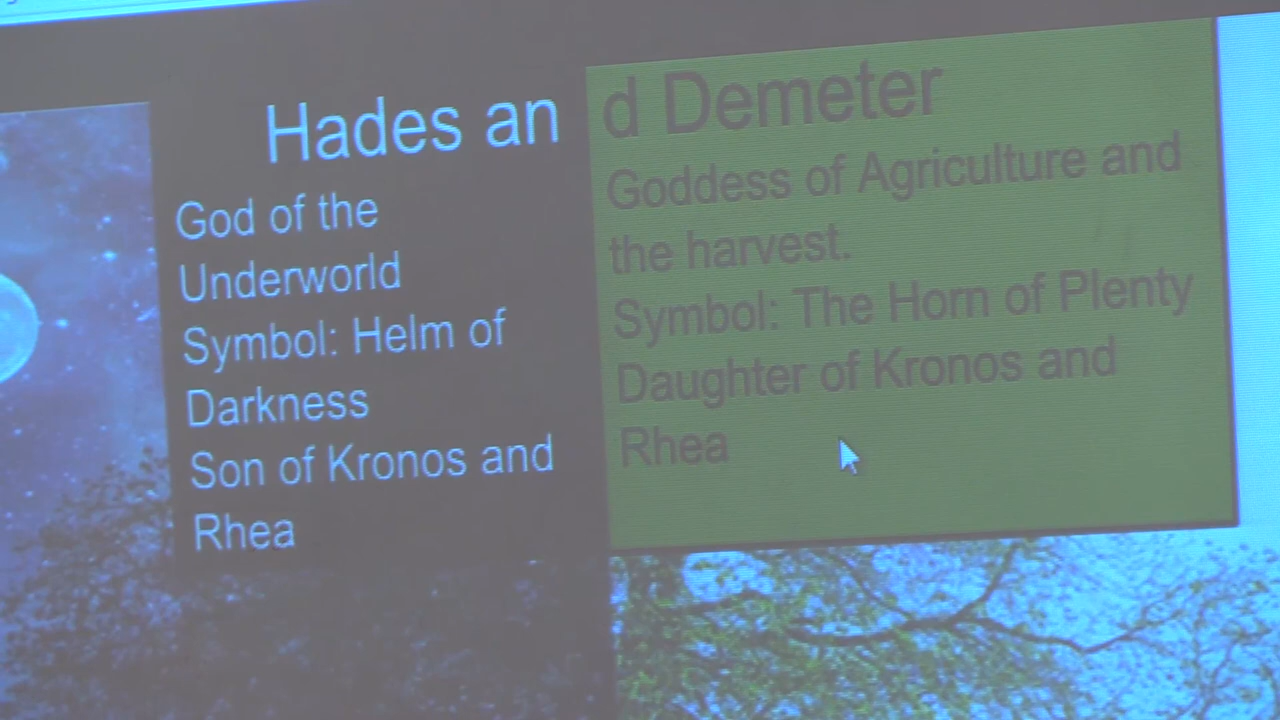 Hades and Demeter
God of the
Underworld
Symbol: Helm of
Darkness
Son of Kronos and
Rhea
Goddess of Agriculture and
the harvest.
Symbol: The Horn of Plenty
Daughter of Kronos and
Rhea